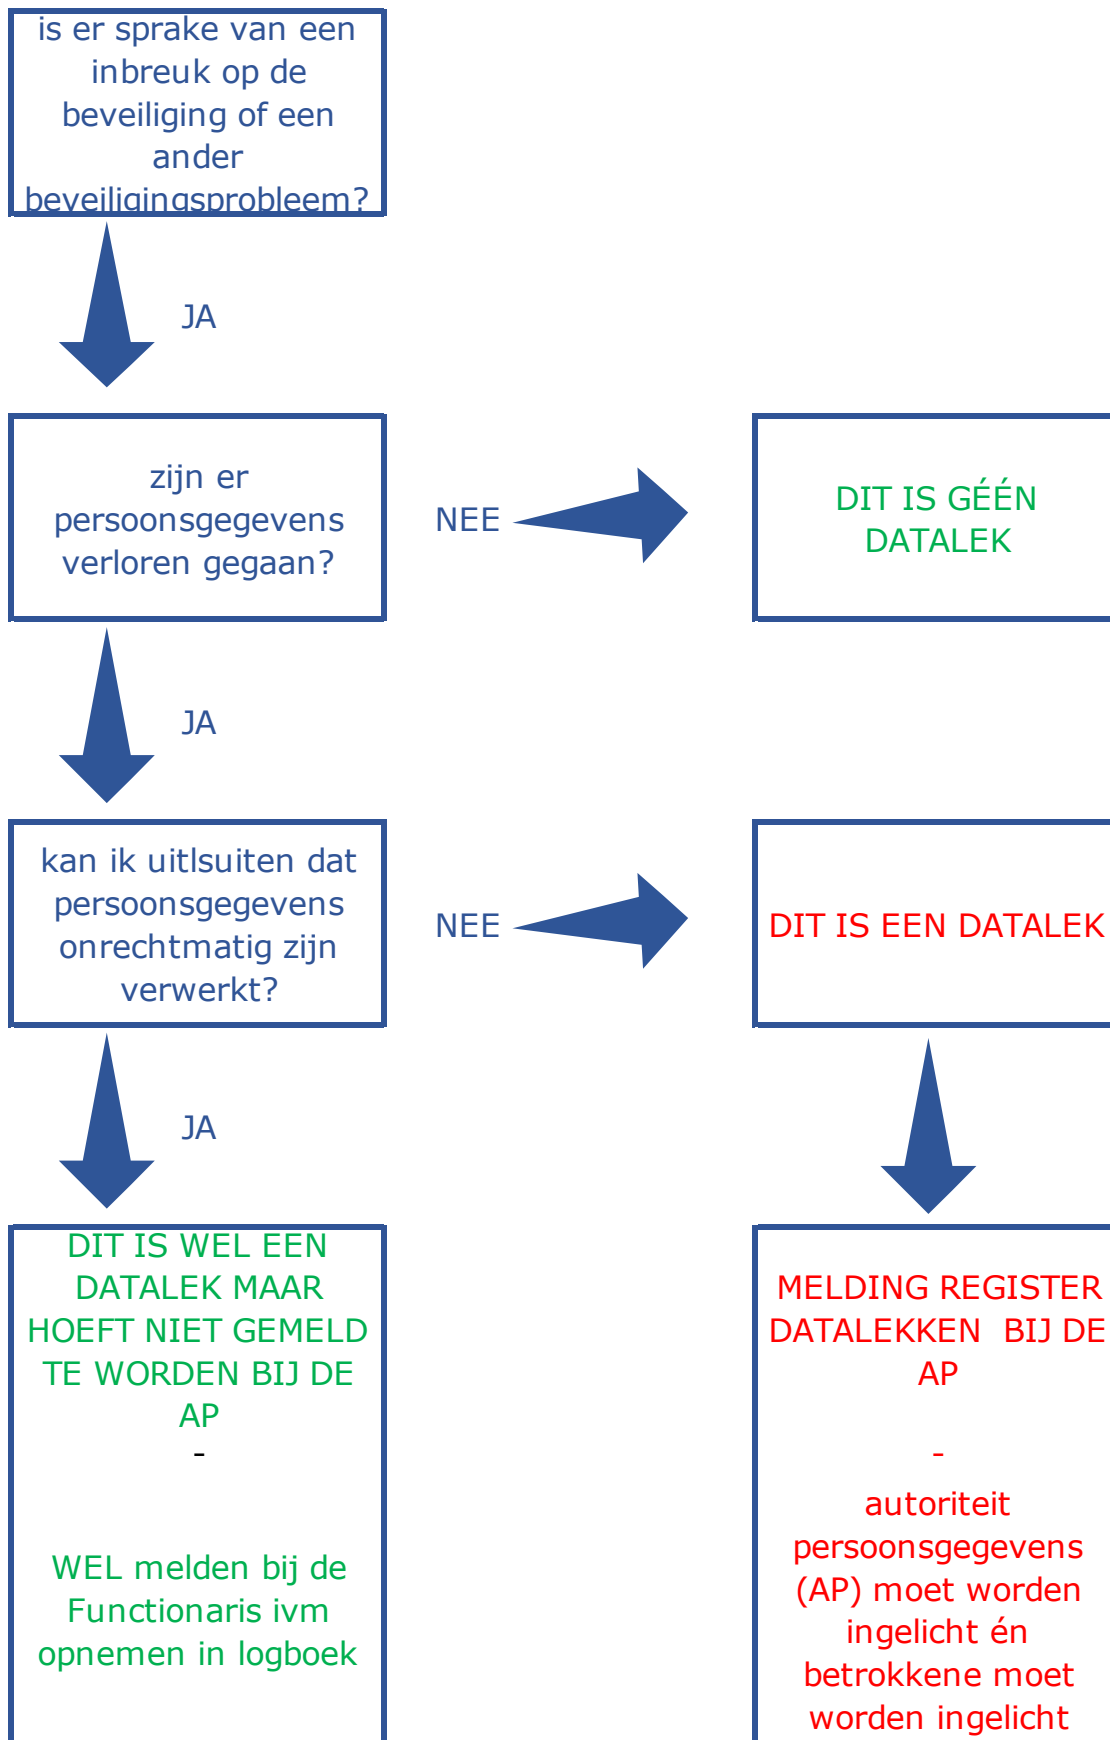 is er sprake van een
inbreuk op de
beveiliging of een
ander
beveiligingsprobleem?
JA
zijn er
persoonsgegevens
verloren gegaan?
NEE
DIT IS GÉÉN
DATALEK
JA
kan ik uitlsuiten dat
persoonsgegevens
onrechtmatig zijn
verwerkt?
NEE
DIT IS EEN DATALEK
JA
DIT IS WEL EEN
DATALEK MAAR
HOEFT NIET GEMELD
TE WORDEN BIJ DE
AP
-
WEL melden bij de
Functionaris ivm
opnemen in logboek
MELDING REGISTER
DATALEKKEN  BIJ DE
AP
-
autoriteit
persoonsgegevens
(AP) moet worden
ingelicht én
betrokkene moet
worden ingelicht